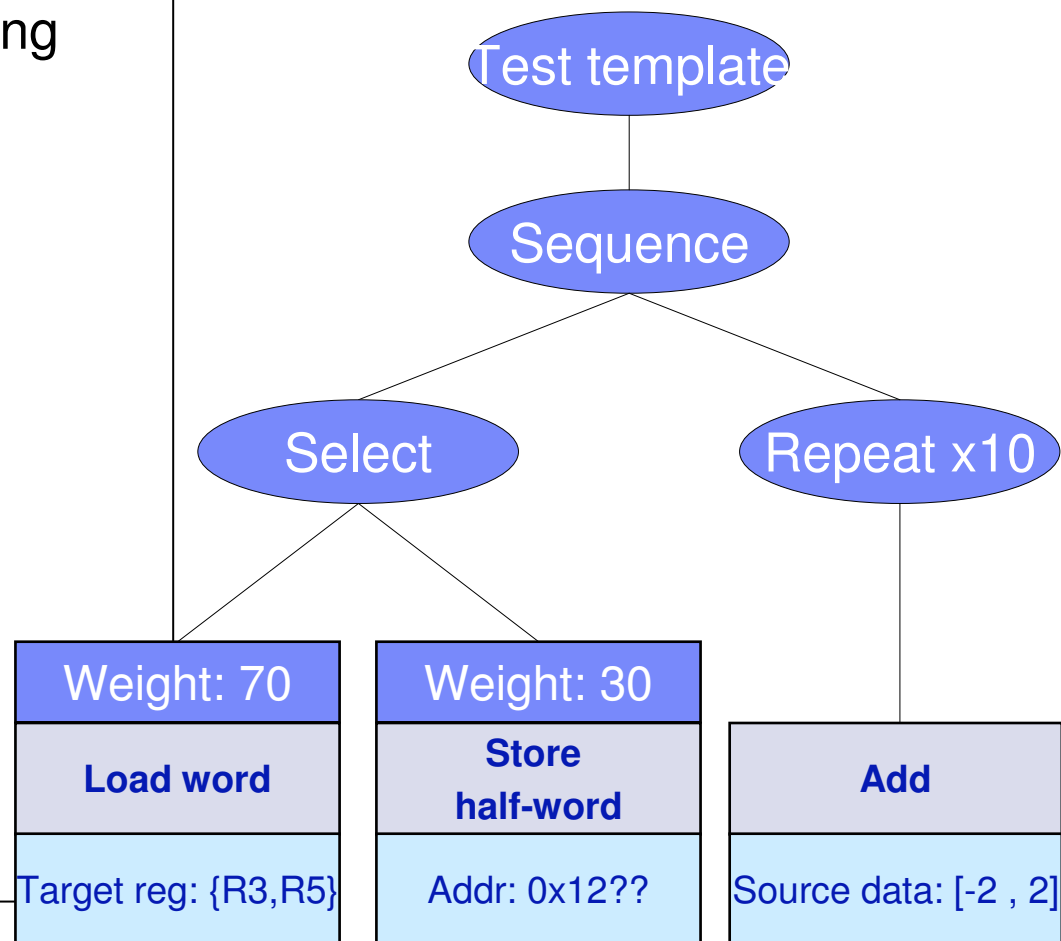 ng
Test template
Sequence
Select
Repeat x10
Weight: 70
Weight: 30
Load word
Store
half-word
Add
Target reg: {R3,R5}
Addr: 0x12??
Source data: [-2 , 2]